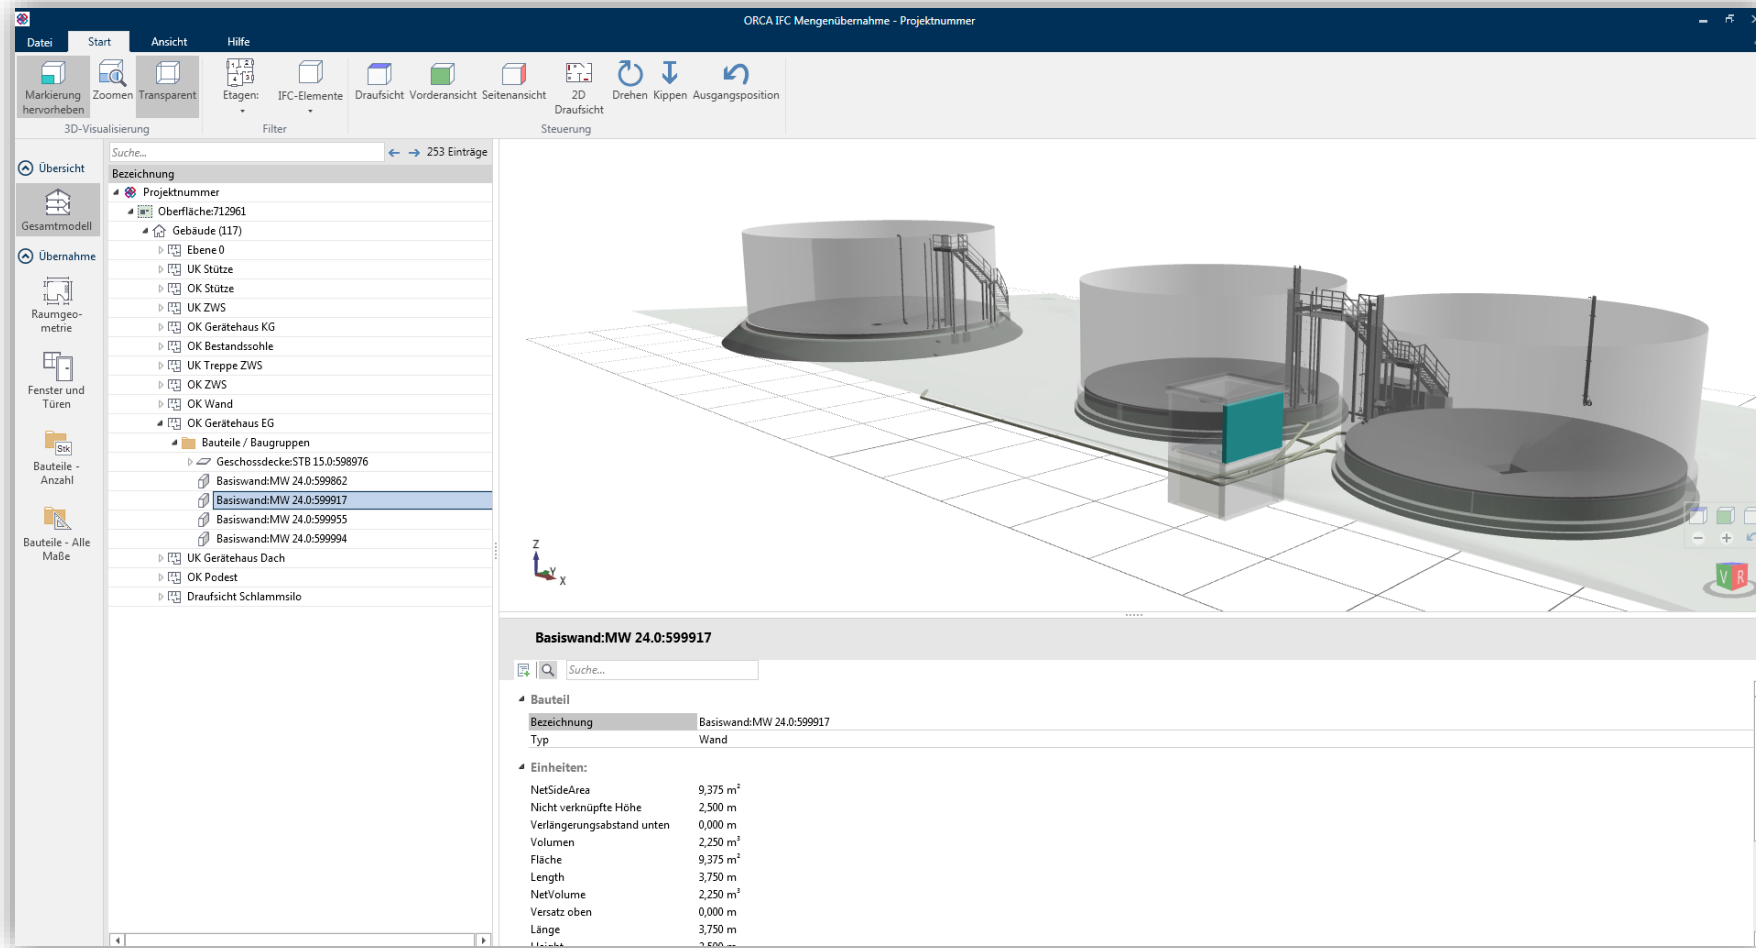 ORCA IFC Mengenübernahme - Projektnummer
Datei Start Ansicht Hilfe
Markierung hervorheben
Zoomen
Transparent
Etagen:
IFC-Elemente
Draufsicht
Vorderansicht
Seitenansicht
2D Draufsicht
Drehen
Kippen
Ausgangsposition
3D-Visualisierung
Filter
Steuerung
Übersicht
Gesamtmodell
Übernahme
Raumgeo-
metrie
Fenster und
Türen
Stk
Bauteile -
Anzahl
Bauteile - Alle
Maße
Suche...
253 Einträge
Bezeichnung
Projektnummer
Oberfläche:712961
Gebäude (117)
Ebene 0
UK Stütze
OK Stütze
UK ZWS
OK Gerätehaus KG
OK Bestandssohle
UK Treppe ZWS
OK ZWS
OK Wand
OK Gerätehaus EG
Bauteile / Baugruppen
Geschossdecke:STB 15.0:598976
Basiswand:MW 24.0:599862
Basiswand:MW 24.0:599917
Basiswand:MW 24.0:599955
Basiswand:MW 24.0:599994
UK Gerätehaus Dach
OK Podest
Draufsicht Schlammsilo
Z
Y
X
V R
Basiswand:MW 24.0:599917
Suche...
Bauteil
Bezeichnung Basiswand:MW 24.0:599917
Typ Wand
Einheiten:
NetSideArea 9,375 m²
Nicht verknüpfte Höhe 2,500 m
Verlängerungsabstand unten 0,000 m
Volumen 2,250 m³
Fläche 9,375 m²
Length 3,750 m
NetVolume 2,250 m³
Versatz oben 0,000 m
Länge 3,750 m
Height 2,500 m